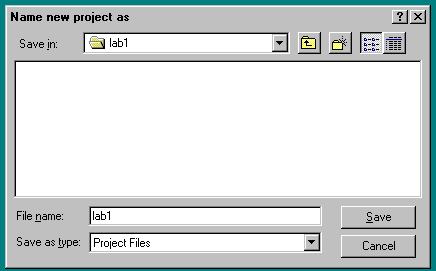 Name new project as
Save in: lab1
File name: lab1
Save
Save as type: Project Files
Cancel